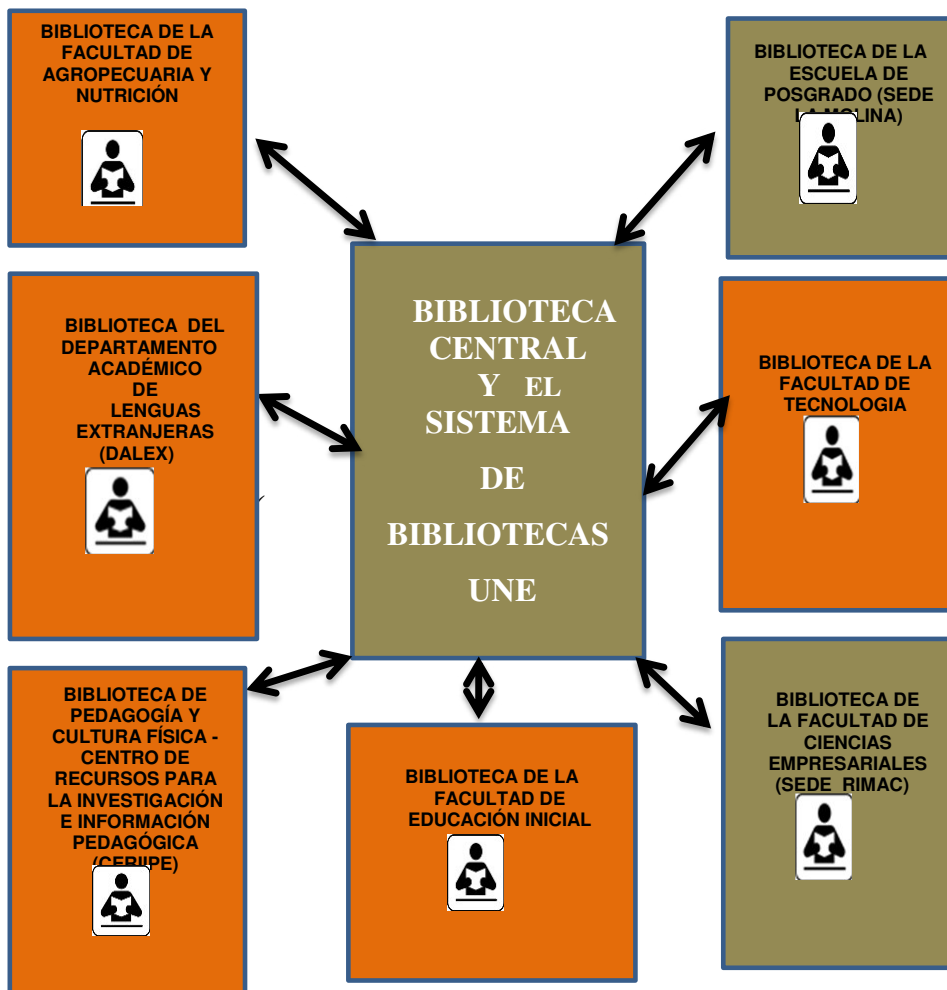 BIBLIOTECA DE LA
FACULTAD DE
AGROPECUARIA Y
NUTRICIÓN
BIBLIOTECA DE LA
ESCUELA DE
POSGRADO (SEDE
LA MOLINA)
BIBLIOTECA
CENTRAL
Y EL
SISTEMA
DE
BIBLIOTECAS
UNE
BIBLIOTECA DEL
DEPARTAMENTO
ACADÉMICO
DE
LENGUAS
EXTRANJERAS
(DALEX)
BIBLIOTECA DE LA
FACULTAD DE
TECNOLOGIA
BIBLIOTECA DE
PEDAGOGÍA Y
CULTURA FÍSICA -
CENTRO DE
RECURSOS PARA
LA INVESTIGACIÓN
E INFORMACIÓN
PEDAGÓGICA
(CERIIPE)
BIBLIOTECA DE LA
FACULTAD DE
EDUCACIÓN INICIAL
BIBLIOTECA DE
LA FACULTAD DE
CIENCIAS
EMPRESARIALES
(SEDE RIMAC)